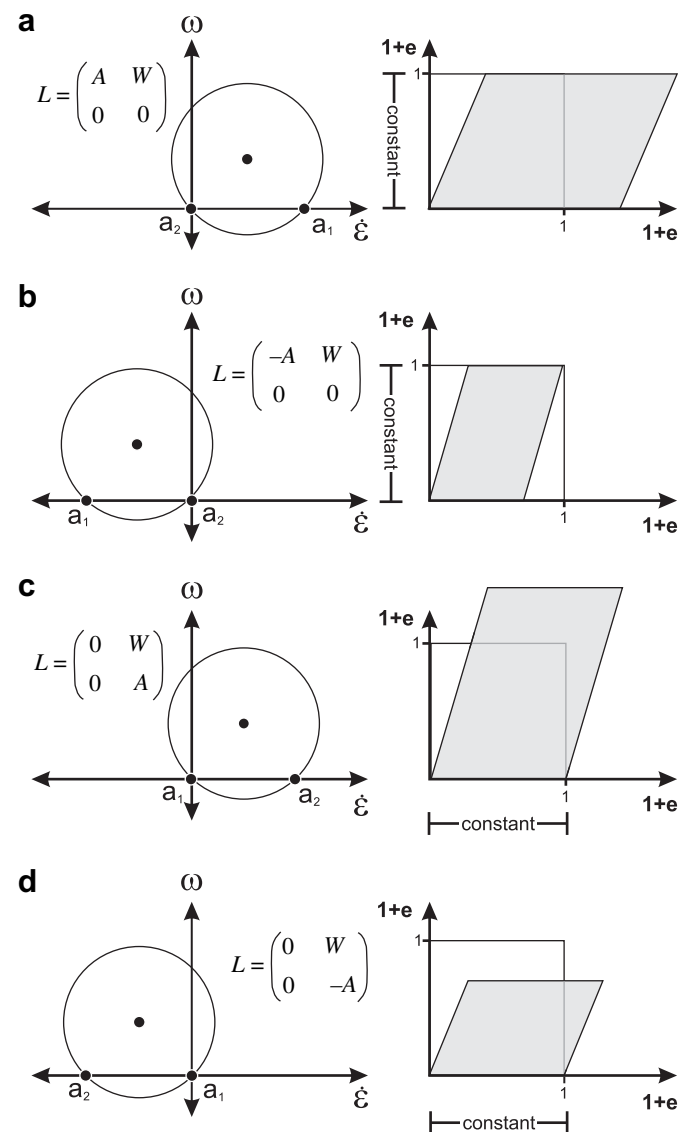 a
ω
L = ( A W
0 0 )
a₂
a₁
ε̇
1+e
1
constant
1
1+e
b
ω
L = ( –A W
0 0 )
a₁
a₂
ε̇
1+e
1
constant
1
1+e
c
ω
L = ( 0 W
0 A )
a₁
a₂
ε̇
1+e
1
1
1+e
constant
d
ω
L = ( 0 W
0 –A )
a₂
a₁
ε̇
1+e
1
1
1+e
constant